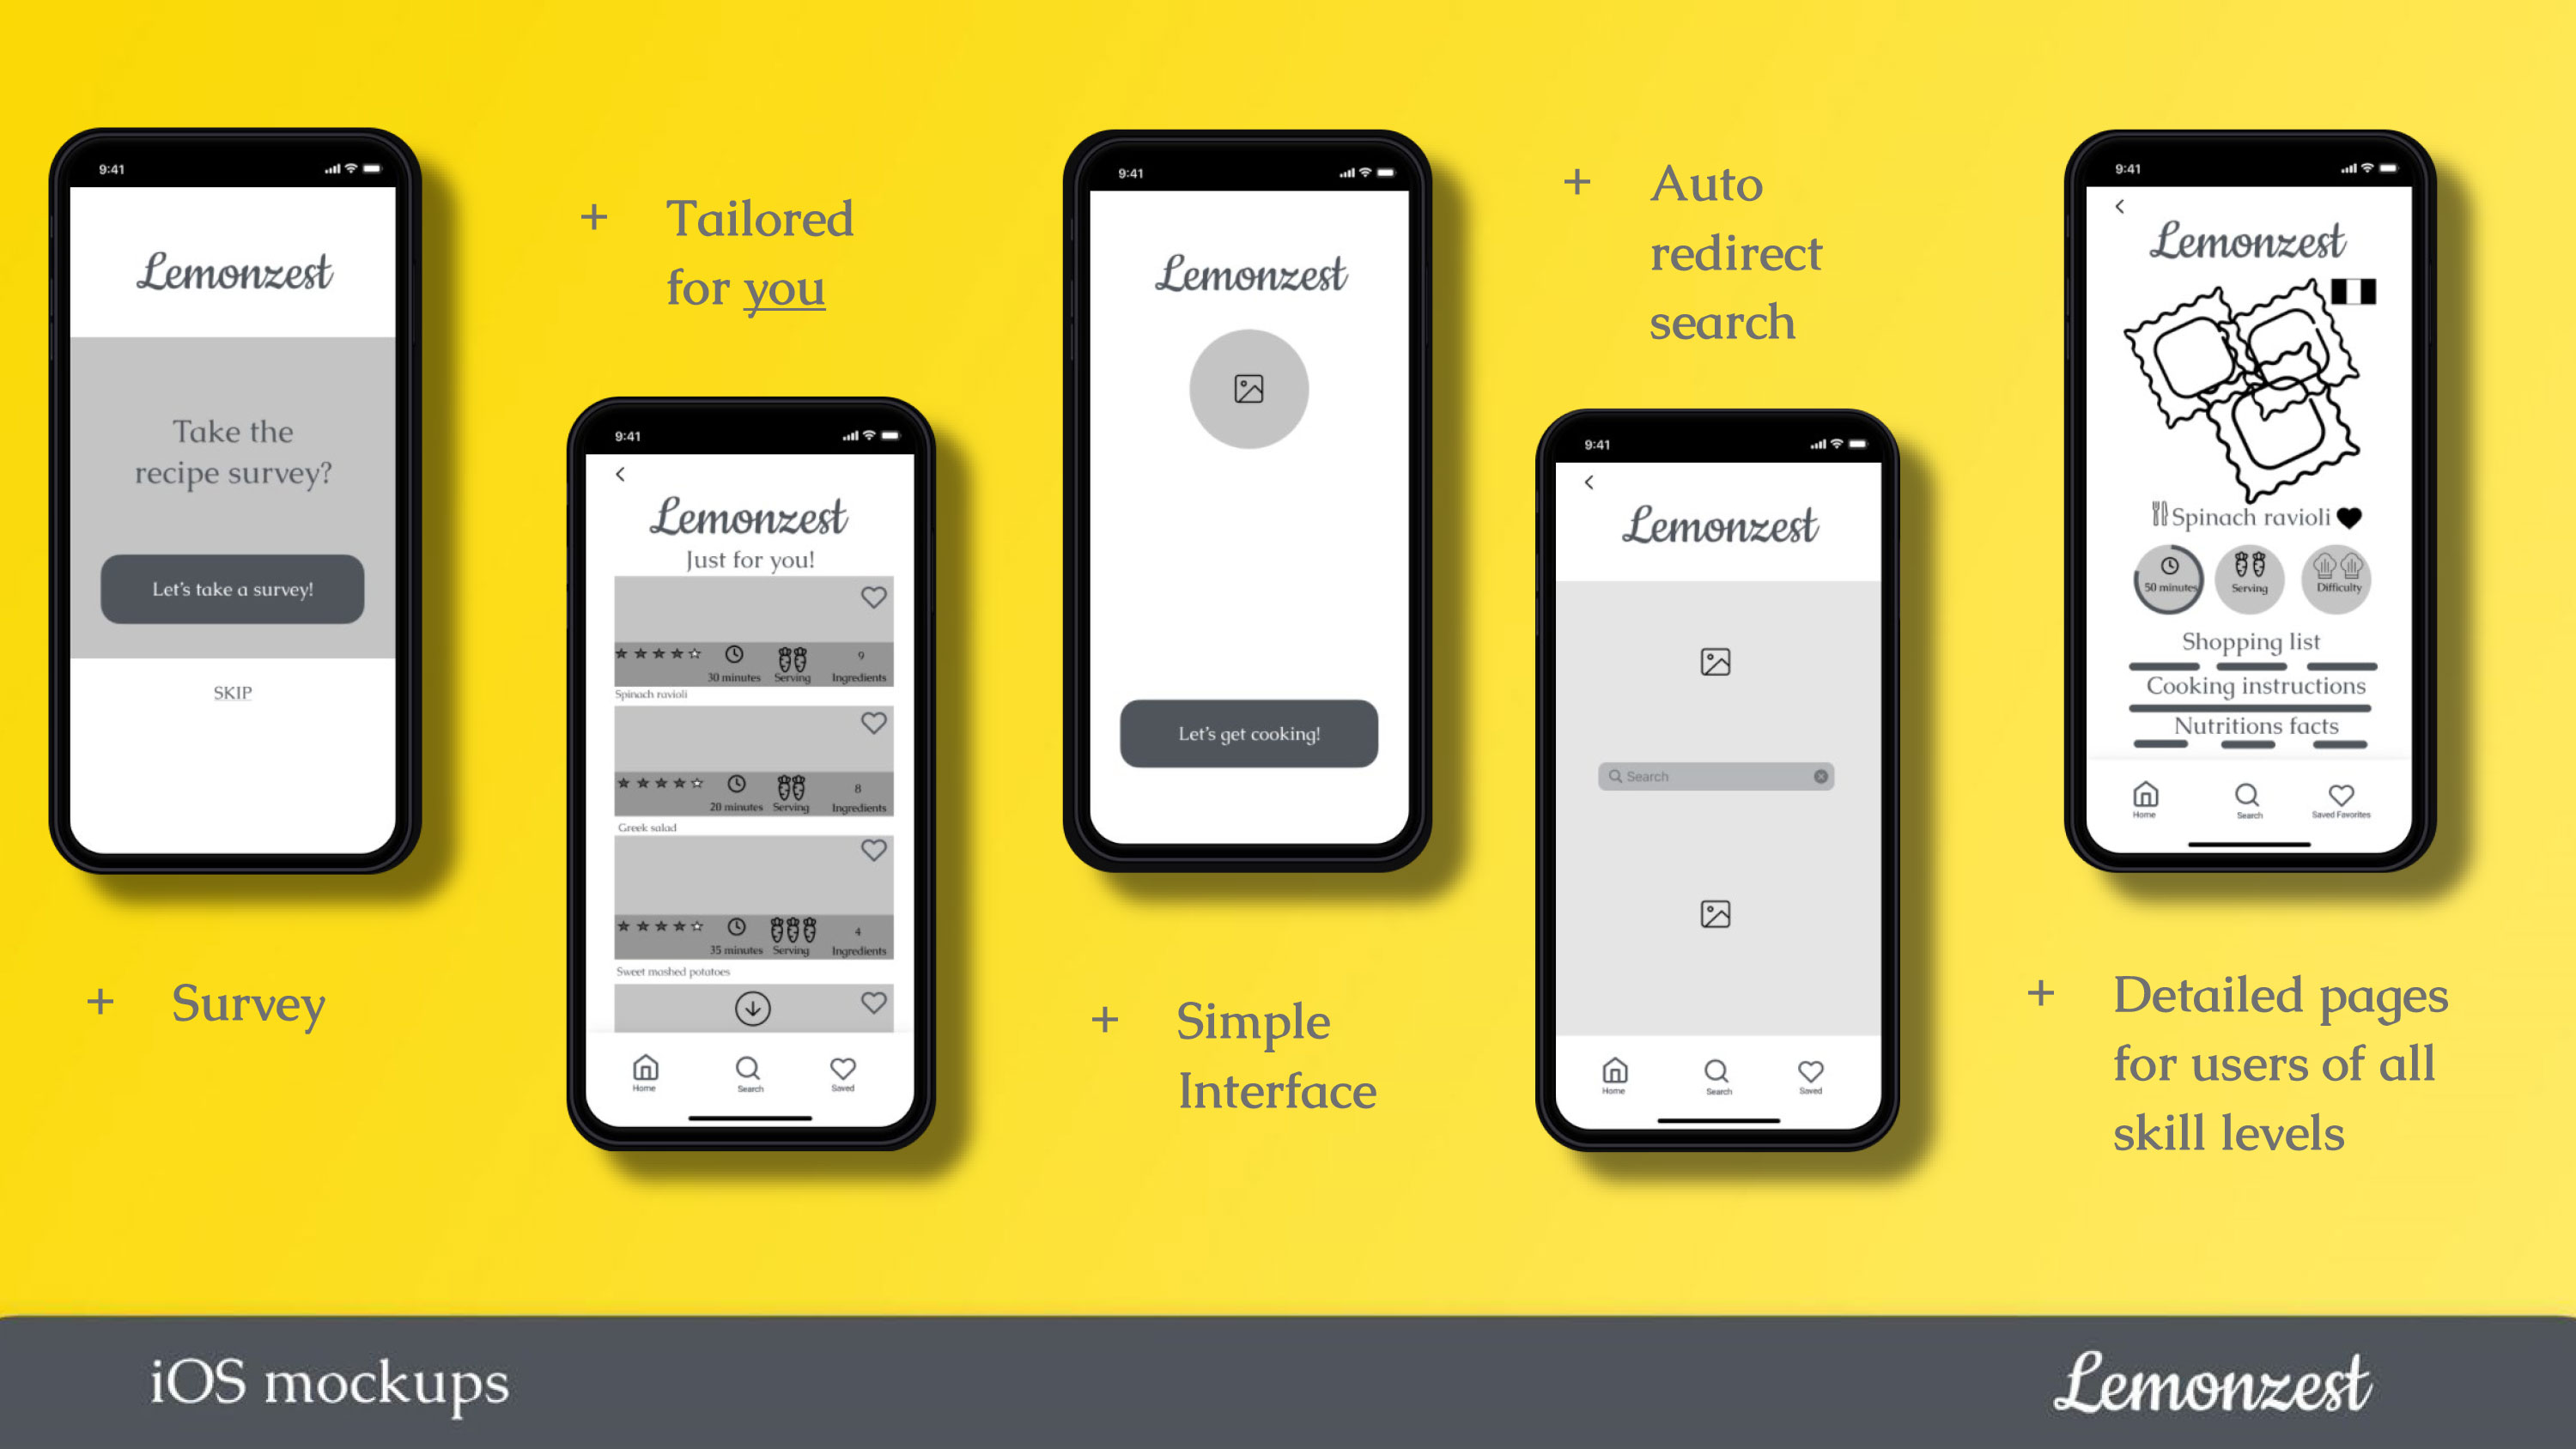 9:41
Lemonzest
Take the
recipe survey?
Let's take a survey!
SKIP
+ Survey
+ Tailored
for you
9:41
Lemonzest
Just for you!
30 minutes Serving 9 Ingredients
Spinach ravioli
20 minutes Serving 8 Ingredients
Greek salad
35 minutes Serving 4 Ingredients
Sweet mashed potatoes
Home Search Saved
9:41
Lemonzest
Let's get cooking!
+ Simple
Interface
+ Auto
redirect
search
9:41
Lemonzest
Search
Home Search Saved
9:41
Lemonzest
Spinach ravioli
50 minutes Serving Difficulty
Shopping list
Cooking instructions
Nutritions facts
Home Search Saved Favorites
+ Detailed pages
for users of all
skill levels
iOS mockups
Lemonzest